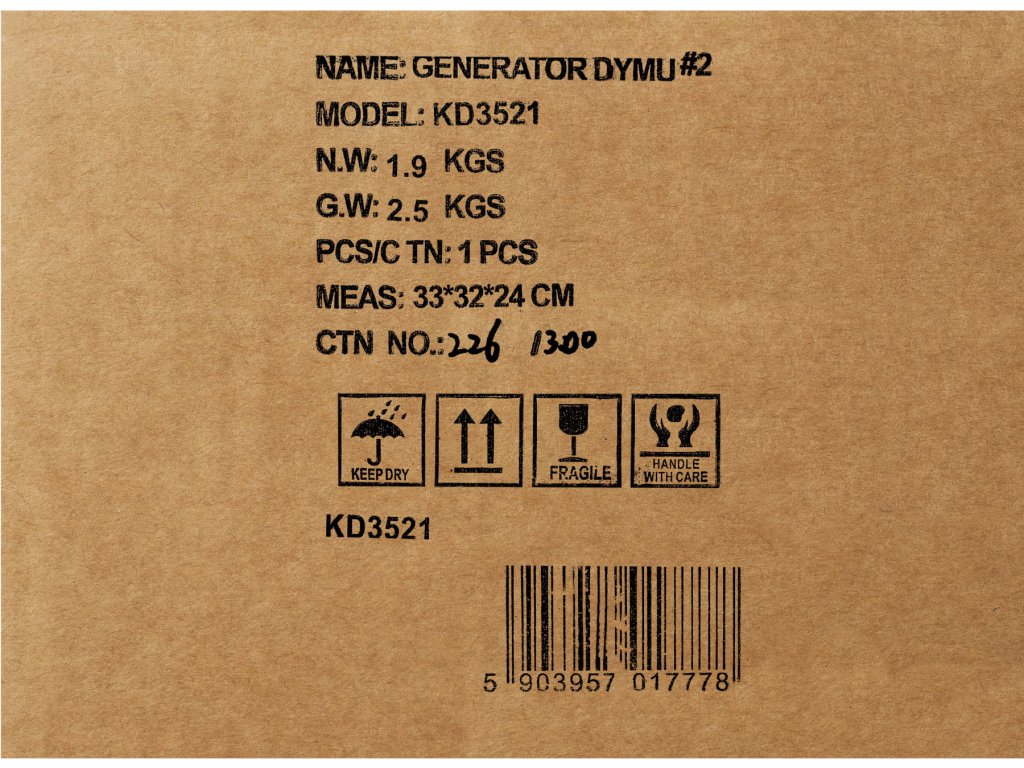 NAME: GENERATOR DYMU #2
MODEL: KD3521
N.W: 1.9 KGS
G.W: 2.5 KGS
PCS/C TN: 1 PCS
MEAS: 33*32*24 CM
CTN NO.: 226 1300
KEEP DRY
FRAGILE
HANDLE
WITH CARE
KD3521
5 903957 017778